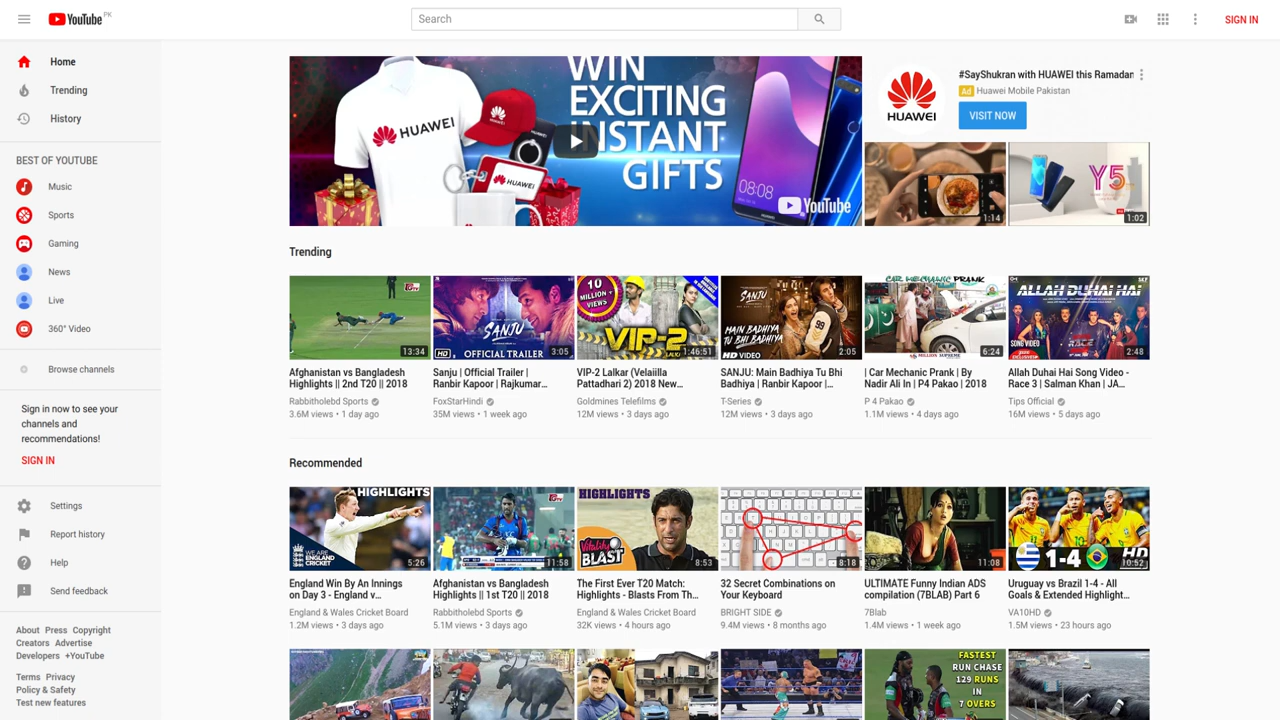 YouTube PK
Search
SIGN IN
Home
Trending
History
BEST OF YOUTUBE
Music
Sports
Gaming
News
Live
360° Video
Browse channels
Sign in now to see your
channels and
recommendations!
SIGN IN
Settings
Report history
Help
Send feedback
About Press Copyright
Creators Advertise
Developers +YouTube
Terms Privacy
Policy & Safety
Test new features
WIN
EXCITING
INSTANT
GIFTS
HUAWEI
HUAWEI
08:08
YouTube
HUAWEI
#SayShukran with HUAWEI this Ramadan
Ad Huawei Mobile Pakistan
VISIT NOW
1:14
Y5
1:02
Trending
13:34
Afghanistan vs Bangladesh
Highlights || 2nd T20 || 2018
Rabbitholebd Sports
3.6M views • 1 day ago
SANJU
HD OFFICIAL TRAILER
3:05
Sanju | Official Trailer |
Ranbir Kapoor | Rajkumar...
FoxStarHindi
35M views • 1 week ago
10
MILLION+
VIEWS
VIP-2
1:46:51
VIP-2 Lalkar (Velaiilla
Pattadhari 2) 2018 New...
Goldmines Telefilms
12M views • 3 days ago
SANJU
MAIN BADHIYA
TU BHI BADHIYA
HD VIDEO
99
2:05
SANJU: Main Badhiya Tu Bhi
Badhiya | Ranbir Kapoor |...
T-Series
12M views • 3 days ago
CAR MECHANIC PRANK
6:24
| Car Mechanic Prank | By
Nadir Ali In | P4 Pakao | 2018
P 4 Pakao
1.1M views • 4 days ago
ALLAH DUHAI HAI
SONG VIDEO
RACE
2:48
Allah Duhai Hai Song Video -
Race 3 | Salman Khan | JA...
Tips Official
16M views • 5 days ago
Recommended
HIGHLIGHTS
WE ARE
ENGLAND
CRICKET
5:26
England Win By An Innings
on Day 3 - England v...
England & Wales Cricket Board
1.2M views • 3 days ago
11:58
Afghanistan vs Bangladesh
Highlights || 1st T20 || 2018
Rabbitholebd Sports
5.1M views • 3 days ago
HIGHLIGHTS
Vitality
BLAST
8:53
The First Ever T20 Match:
Highlights - Blasts From Th...
England & Wales Cricket Board
32K views • 4 hours ago
8:18
32 Secret Combinations on
Your Keyboard
BRIGHT SIDE
9.4M views • 8 months ago
11:08
ULTIMATE Funny Indian ADS
compilation (7BLAB) Part 6
7Blab
1.4M views • 1 week ago
1-4
HD
10:52
Uruguay vs Brazil 1-4 - All
Goals & Extended Highlight...
VA10HD
1.5M views • 23 hours ago
FASTEST
RUN CHASE
129 RUNS
IN
7 OVERS